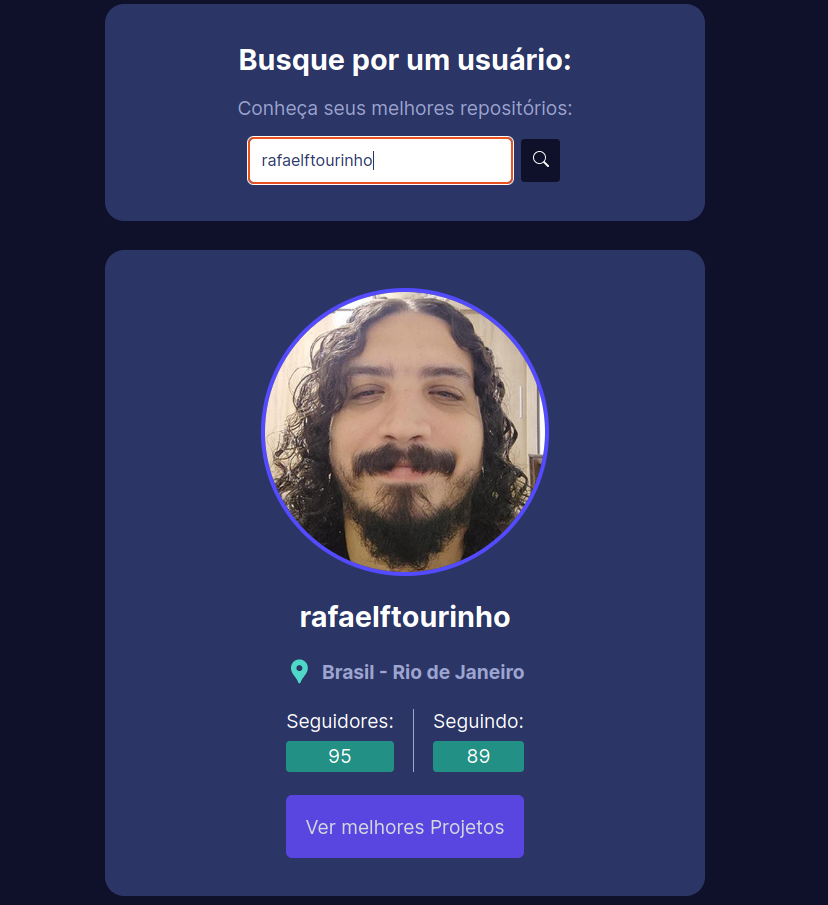 Busque por um usuário:
Conheça seus melhores repositórios:
rafaelftourinho
rafaelftourinho
Brasil - Rio de Janeiro
Seguidores: Seguindo:
95 89
Ver melhores Projetos